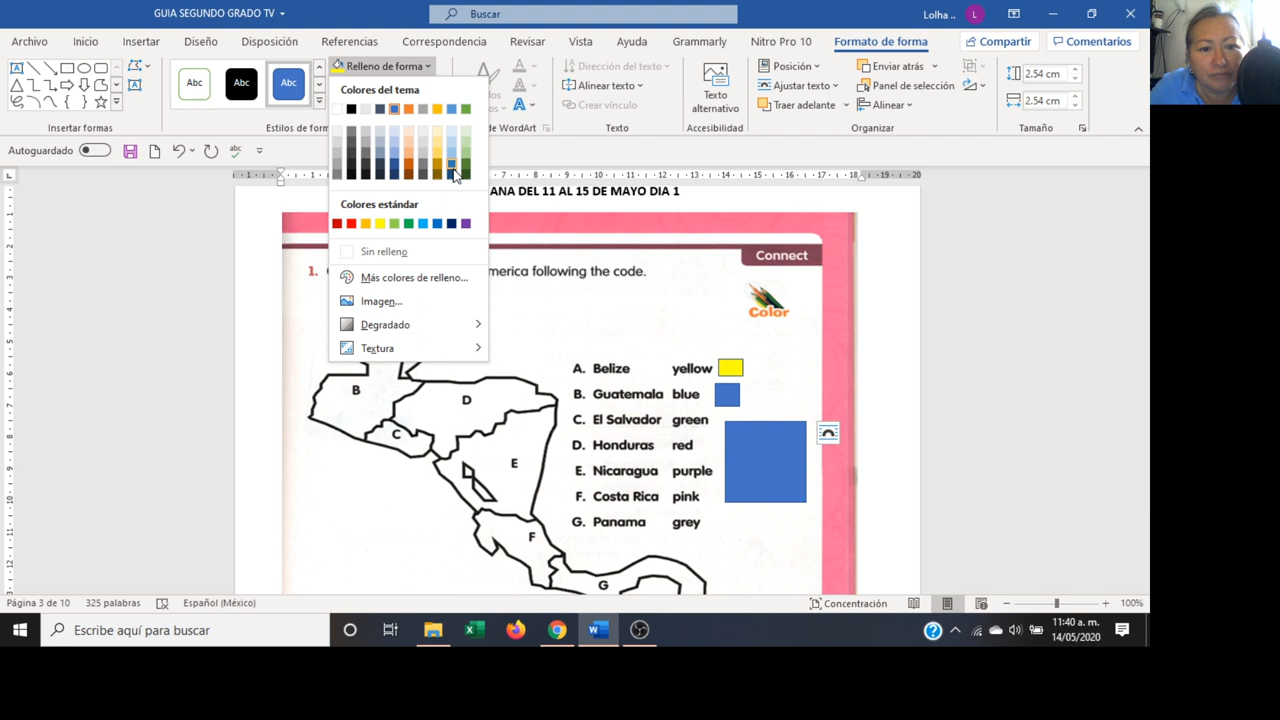 GUIA SEGUNDO GRADO TV
Buscar
Lolha ..
L
Archivo
Inicio
Insertar
Diseño
Disposición
Referencias
Correspondencia
Revisar
Vista
Ayuda
Grammarly
Nitro Pro 10
Formato de forma
Compartir
Comentarios
Abc
Abc
Abc
Relleno de forma
Dirección del texto
Alinear texto
Crear vínculo
Texto
alternativo
Posición
Ajustar texto
Traer adelante
Enviar atrás
Panel de selección
Alinear
2.54 cm
2.54 cm
Insertar formas
Estilos de form
de WordArt
Texto
Accesibilidad
Organizar
Tamaño
Autoguardado
Colores del tema
Colores estándar
Sin relleno
Más colores de relleno...
Imagen...
Degradado
Textura
ANA DEL 11 AL 15 DE MAYO DIA 1
Connect
1.
merica following the code.
Color
A. Belize yellow
B. Guatemala blue
C. El Salvador green
D. Honduras red
E. Nicaragua purple
F. Costa Rica pink
G. Panama grey
B
D
C
E
F
G
Página 3 de 10
325 palabras
Español (México)
Concentración
100%
Escribe aquí para buscar
11:40 a. m.
14/05/2020